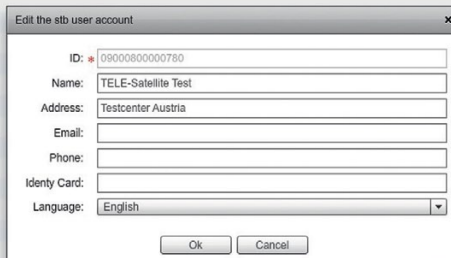 Edit the stb user account x
ID: * 09000800000780
Name: TELE-Satellite Test
Address: Testcenter Austria
Email:
Phone:
Identy Card:
Language: English
Ok Cancel